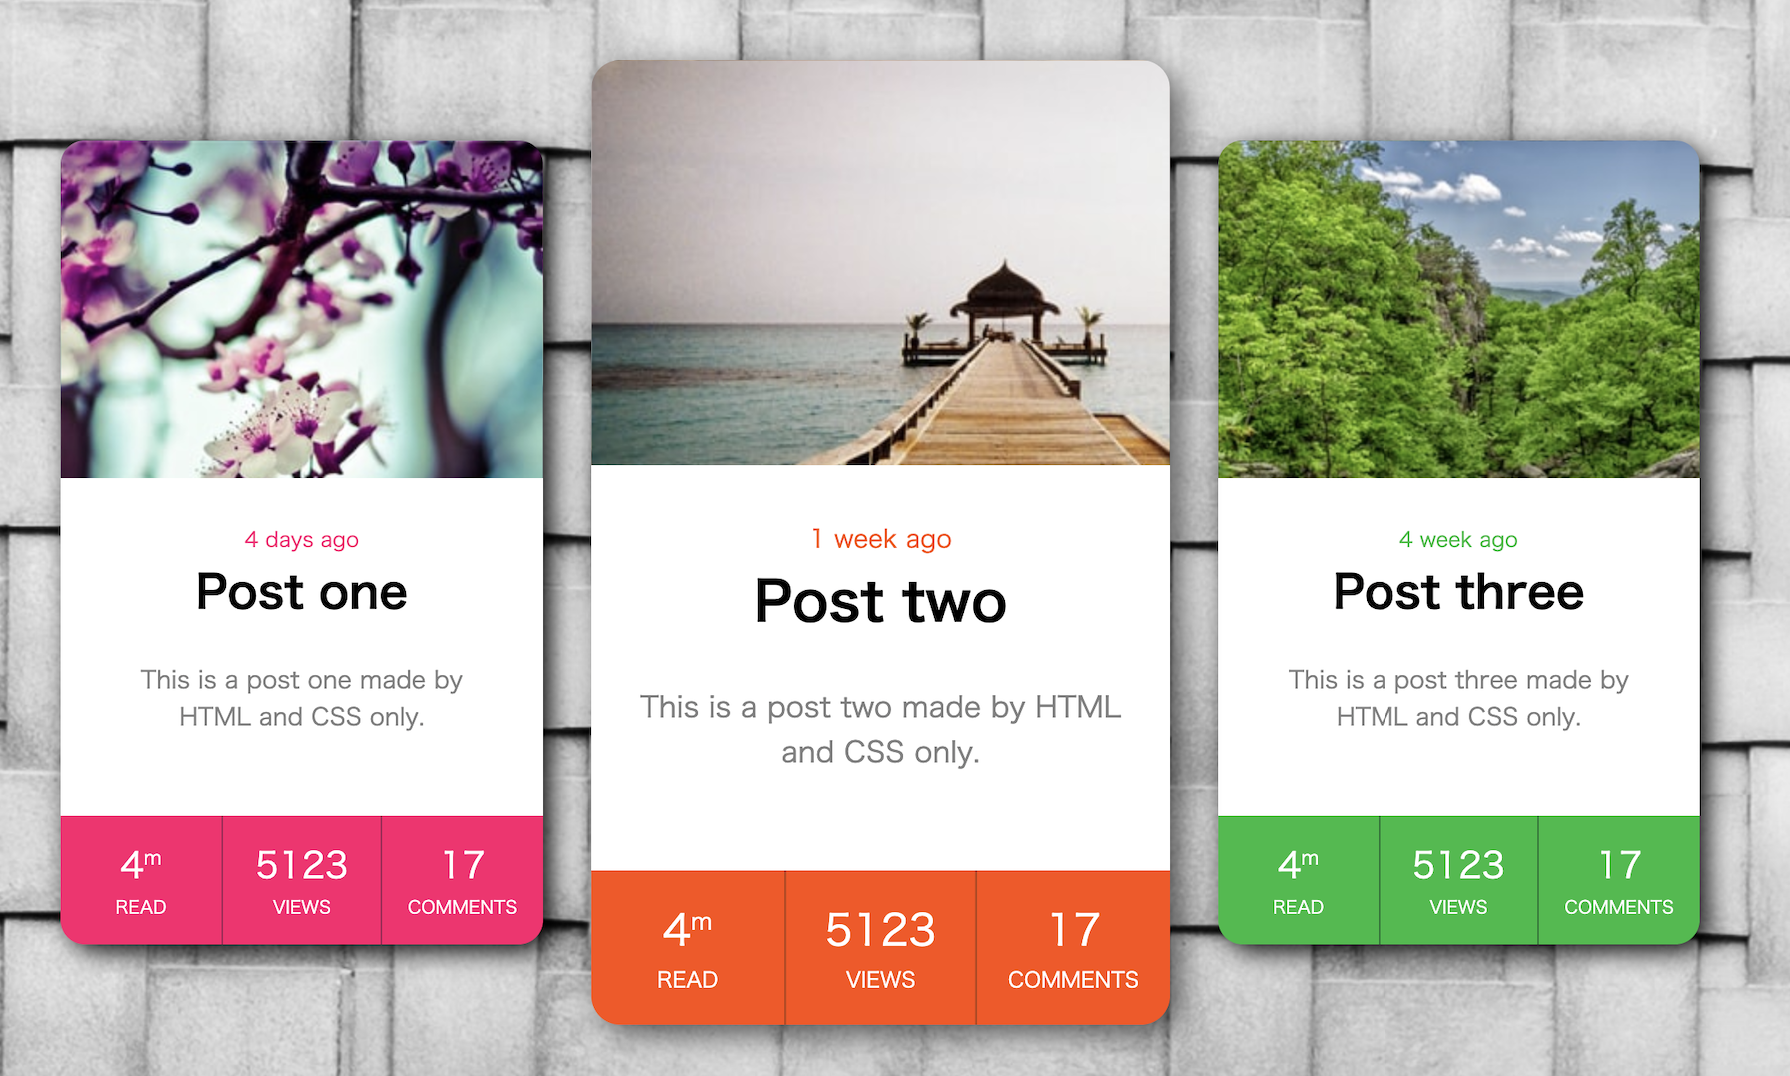 4 days ago
Post one
This is a post one made by
HTML and CSS only.
4m
READ
5123
VIEWS
17
COMMENTS
1 week ago
Post two
This is a post two made by HTML
and CSS only.
4m
READ
5123
VIEWS
17
COMMENTS
4 week ago
Post three
This is a post three made by
HTML and CSS only.
4m
READ
5123
VIEWS
17
COMMENTS